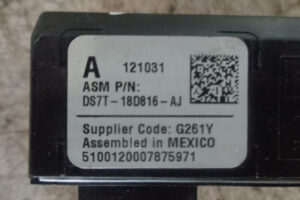 A 121031
ASM P/N:
DS7T-18D816-AJ
Supplier Code: G261Y
Assembled in MEXICO
5100120007875971